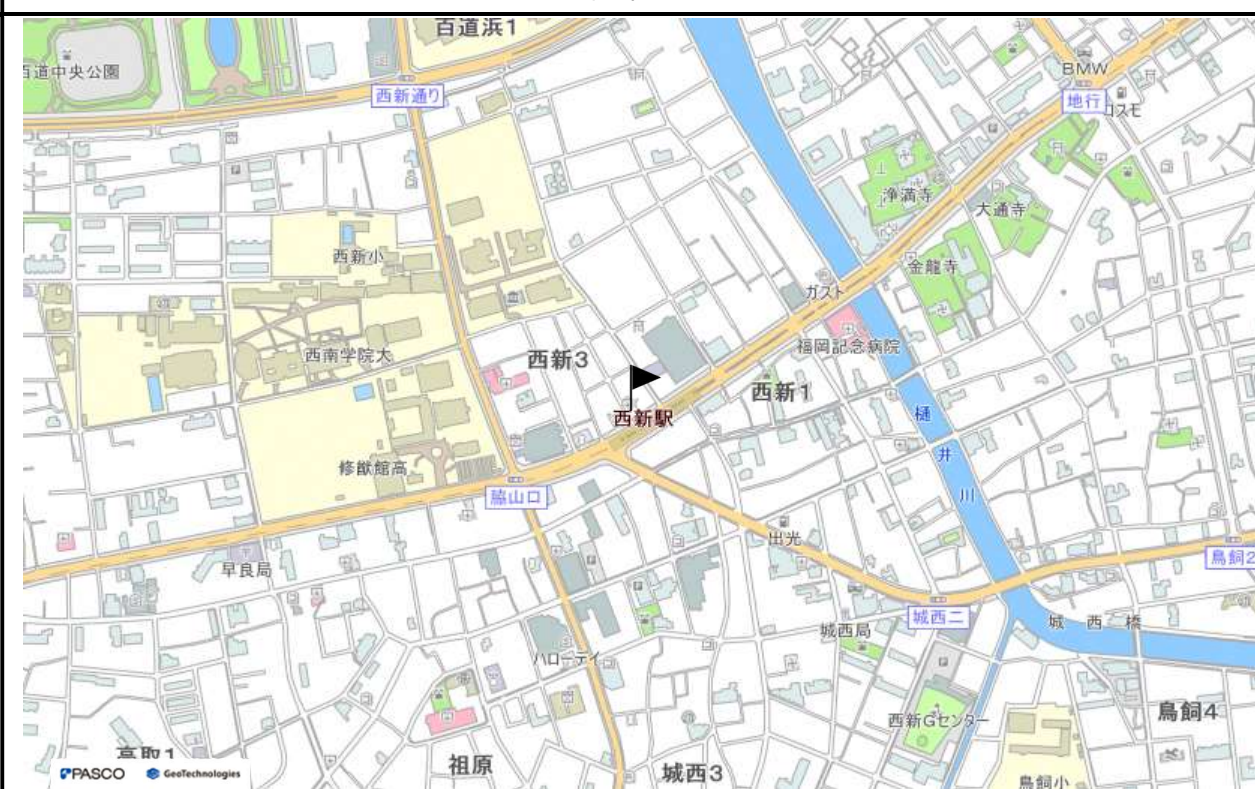 百道浜1
百道中央公園
BMW
西新通り
地行
コスモ
浄満寺
大通寺
西新小
金龍寺
ガスト
西南学院大
西新3
福岡記念病院
西新1
西新駅
樋
井
川
修猷館高
脇山口
出光
早良局
鳥飼2
城西二
城西局
城西橋
ハローデイ
西新Gセンター
鳥飼4
高取1
祖原
城西3
鳥飼小
PASCO
GeoTechnologies